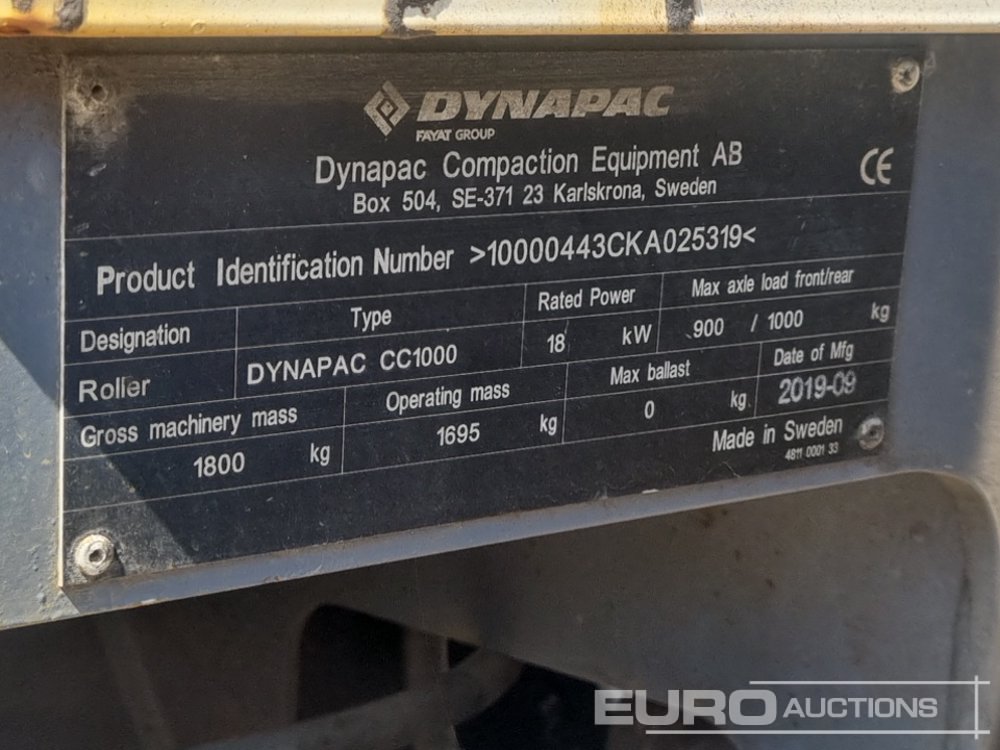 DYNAPAC
FAYAT GROUP
Dynapac Compaction Equipment AB
Box 504, SE-371 23 Karlskrona, Sweden
CE
Product Identification Number >10000443CKA025319<
Designation Type Rated Power Max axle load front/rear
Roller DYNAPAC CC1000 18 kW 900 / 1000 kg
Gross machinery mass Operating mass Max ballast Date of Mfg
1800 kg 1695 kg 0 kg 2019-09
Made in Sweden
4811 0001 33
EURO AUCTIONS